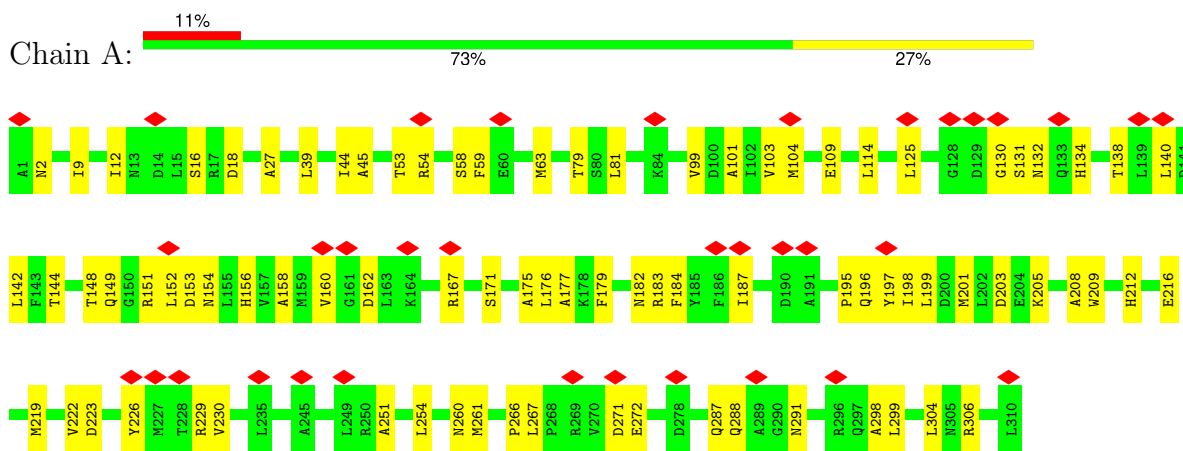 11%
Chain A:
73% 27%
A1 N2 I9 I12 N13 D14 L15 S16 R17 D18 A27 L39 I44 A45 T53 R54 S58 F59 E60 M63 T79 S80 L81 K84 V99 D100 A101 I102 V103 M104 E109 L114 L125 G128 D129 G130 S131 N132 Q133 H134 T138 L139 L140
L142 F143 T144 T148 Q149 G150 R151 L152 D153 N154 L155 H156 V157 A158 M159 V160 G161 D162 L163 K164 R167 S171 A175 L176 A177 K178 F179 N182 R183 F184 Y185 F186 I187 D190 A191 P195 Q196 Y197 I198 L199 D200 M201 L202 D203 E204 K205 A208 W209 H212 E216
M219 V222 D223 Y226 M227 T228 R229 V230 L235 A245 L249 R250 A251 L254 N260 M261 P266 L267 P268 R269 V270 D271 E272 D278 Q287 Q288 A289 G290 N291 R296 Q297 A298 L299 L304 N305 R306 L310